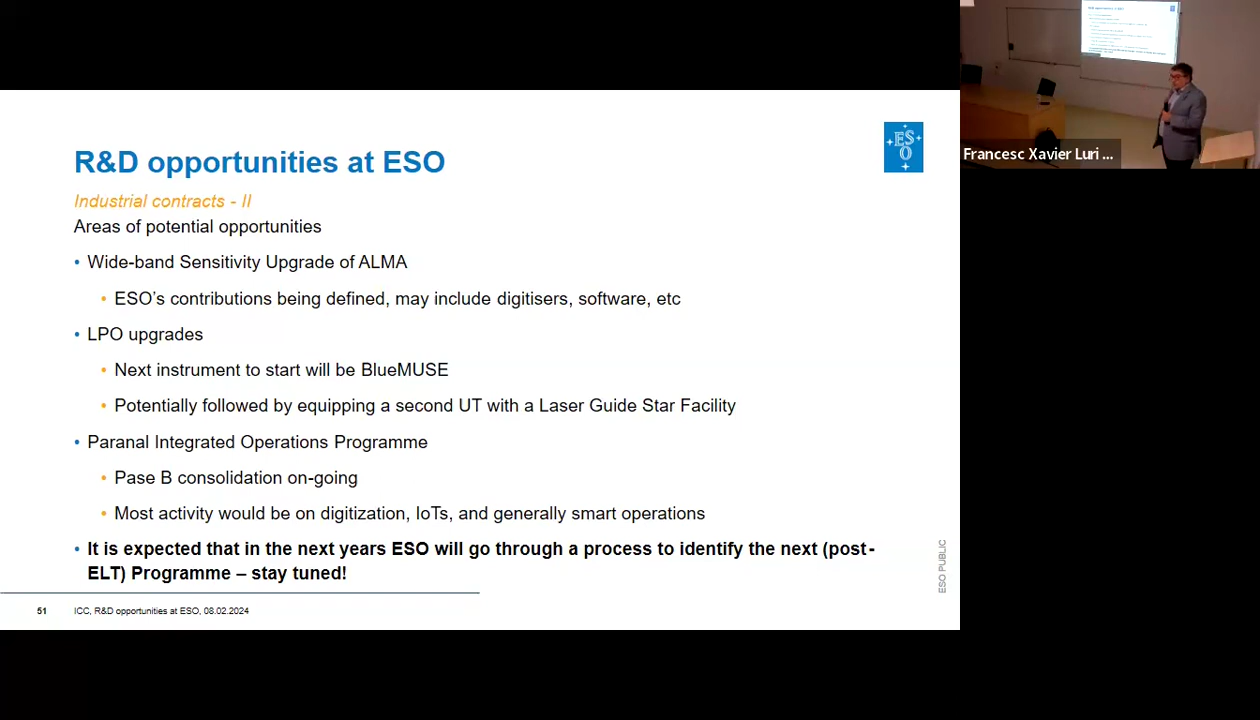 R&D opportunities at ESO
ESO
Industrial contracts - II
Areas of potential opportunities
• Wide-band Sensitivity Upgrade of ALMA
• ESO's contributions being defined, may include digitisers, software, etc
• LPO upgrades
• Next instrument to start will be BlueMUSE
• Potentially followed by equipping a second UT with a Laser Guide Star Facility
• Paranal Integrated Operations Programme
• Pase B consolidation on-going
• Most activity would be on digitization, IoTs, and generally smart operations
• It is expected that in the next years ESO will go through a process to identify the next (post-
ELT) Programme – stay tuned!
ESO PUBLIC
51 ICC, R&D opportunities at ESO, 08.02.2024
Francesc Xavier Luri ...